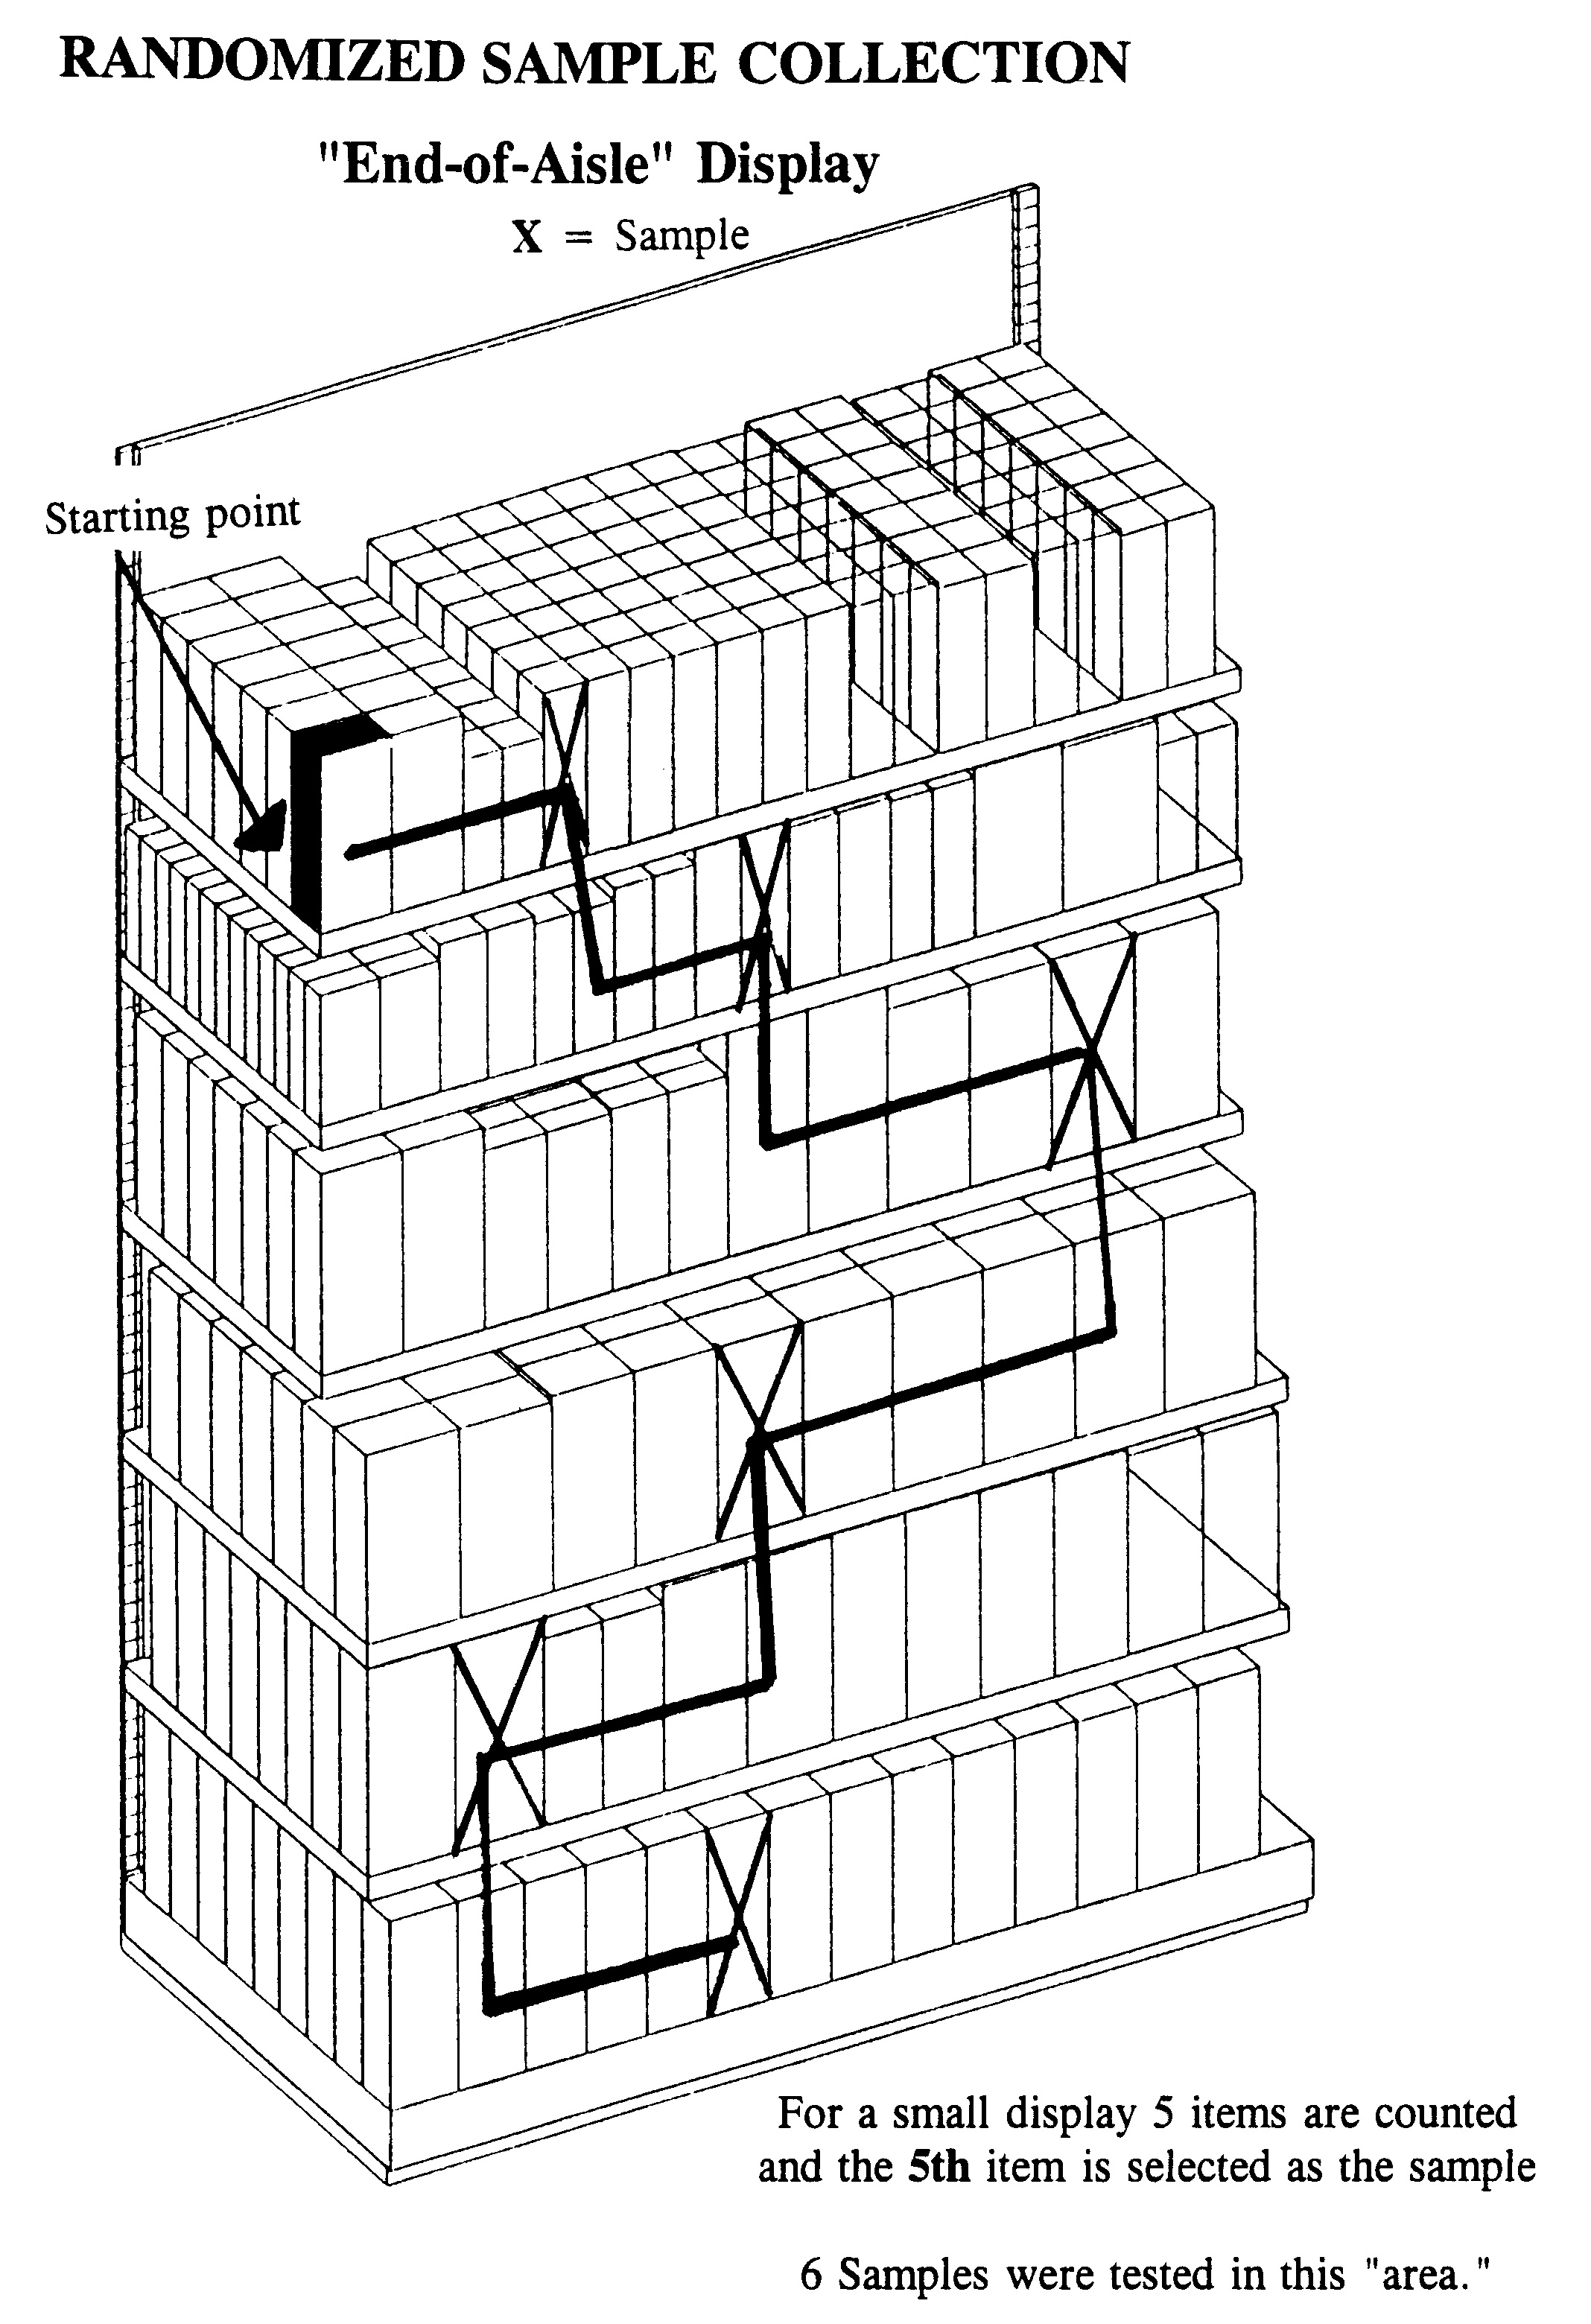 RANDOMIZED SAMPLE COLLECTION
"End-of-Aisle" Display
X = Sample
Starting point
For a small display 5 items are counted
and the 5th item is selected as the sample
6 Samples were tested in this "area."